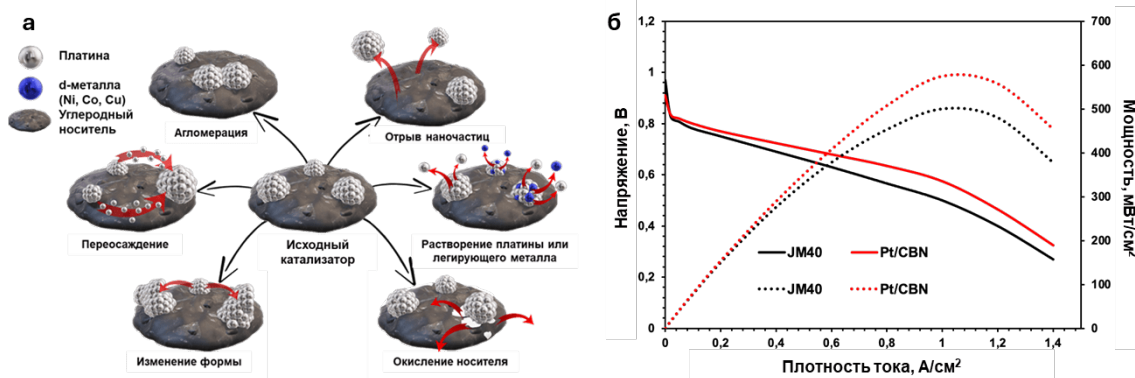 а
Платина
d-металла
(Ni, Co, Cu)
Углеродный
носитель
Агломерация
Отрыв наночастиц
Переосаждение
Исходный
катализатор
Растворение платины или
легирующего металла
Изменение формы
Окисление носителя
б
Напряжение, В
1,2
1
0,8
0,6
0,4
0,2
0
0
0,2
0,4
0,6
0,8
1
1,2
1,4
Плотность тока, А/см²
JM40
Pt/CBN
JM40
Pt/CBN
700
600
500
400
300
200
100
0
Мощность, мВт/см²